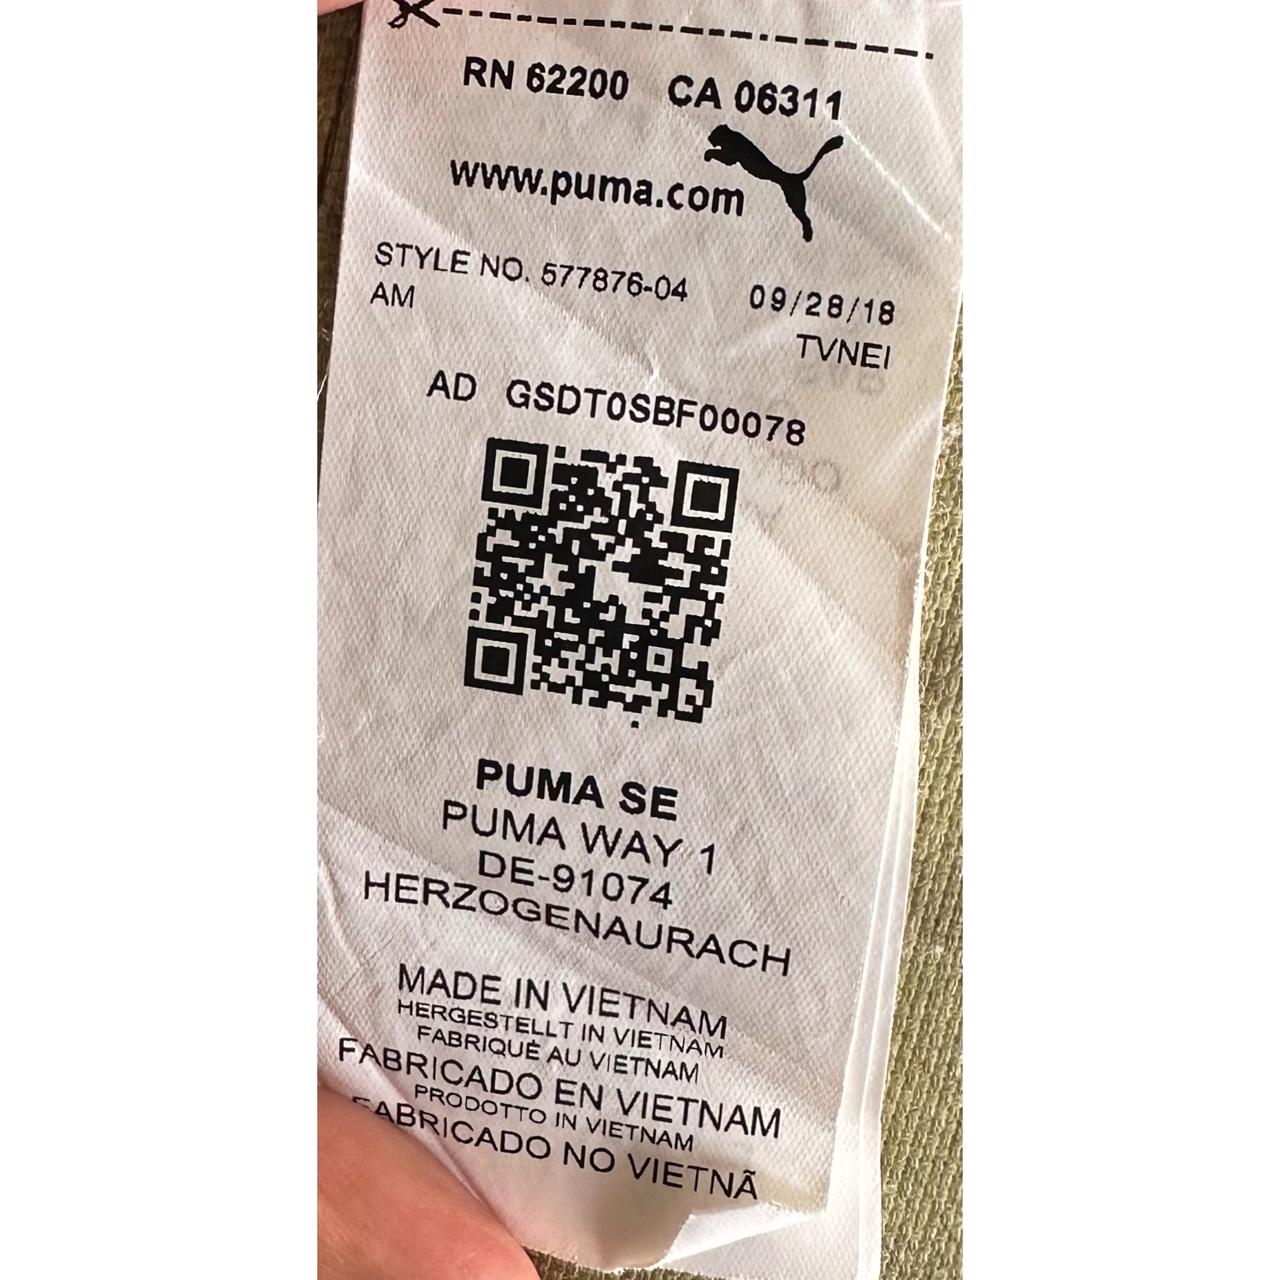 RN 62200 CA 06311
www.puma.com
STYLE NO. 577876-04 09/28/18
AM TVNEI
AD GSDT0SBF00078
PUMA SE
PUMA WAY 1
DE-91074
HERZOGENAURACH
MADE IN VIETNAM
HERGESTELLT IN VIETNAM
FABRIQUÉ AU VIETNAM
FABRICADO EN VIETNAM
PRODOTTO IN VIETNAM
FABRICADO NO VIETNÃ